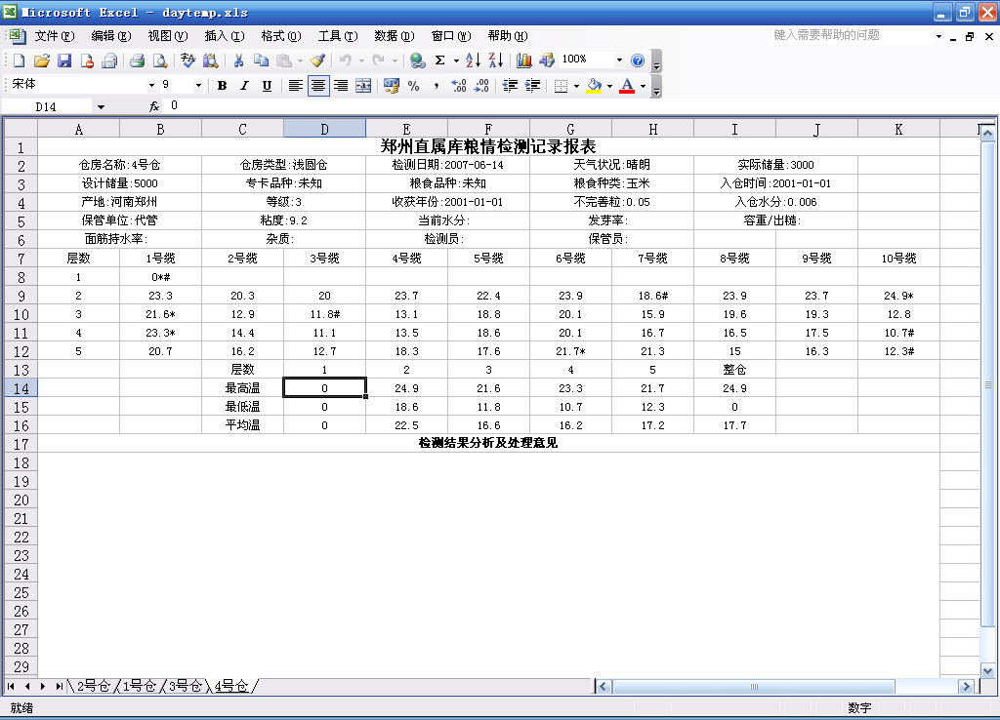 Microsoft Excel - daytemp.xls
文件(F) 编辑(E) 视图(V) 插入(I) 格式(O) 工具(T) 数据(D) 窗口(W) 帮助(H) 键入需要帮助的问题
100%
宋体 9 B I U
D14 fx 0
A B C D E F G H I J K
1 郑州直属库粮情检测记录报表
2 仓房名称:4号仓 仓房类型:浅圆仓 检测日期:2007-06-14 天气状况:晴朗 实际储量:3000
3 设计储量:5000 专卡品种:未知 粮食品种:未知 粮食种类:玉米 入仓时间:2001-01-01
4 产地:河南郑州 等级:3 收获年份:2001-01-01 不完善粒:0.05 入仓水分:0.006
5 保管单位:代管 粘度:9.2 当前水分: 发芽率: 容重/出糙:
6 面筋持水率: 杂质: 检测员: 保管员:
7 层数 1号缆 2号缆 3号缆 4号缆 5号缆 6号缆 7号缆 8号缆 9号缆 10号缆
8 1 0*#
9 2 23.3 20.3 20 23.7 22.4 23.9 18.6# 23.9 23.7 24.9*
10 3 21.6* 12.9 11.8# 13.1 18.8 20.1 15.9 19.6 19.3 12.8
11 4 23.3* 14.4 11.1 13.5 18.6 20.1 16.7 16.5 17.5 10.7#
12 5 20.7 16.2 12.7 18.3 17.6 21.7* 21.3 15 16.3 12.3#
13 层数 1 2 3 4 5 整仓
14 最高温 0 24.9 21.6 23.3 21.7 24.9
15 最低温 0 18.6 11.8 10.7 12.3 0
16 平均温 0 22.5 16.6 16.2 17.2 17.7
17 检测结果分析及处理意见
18
19
20
21
22
23
24
25
26
27
28
29
2号仓 1号仓 3号仓 4号仓
就绪 数字